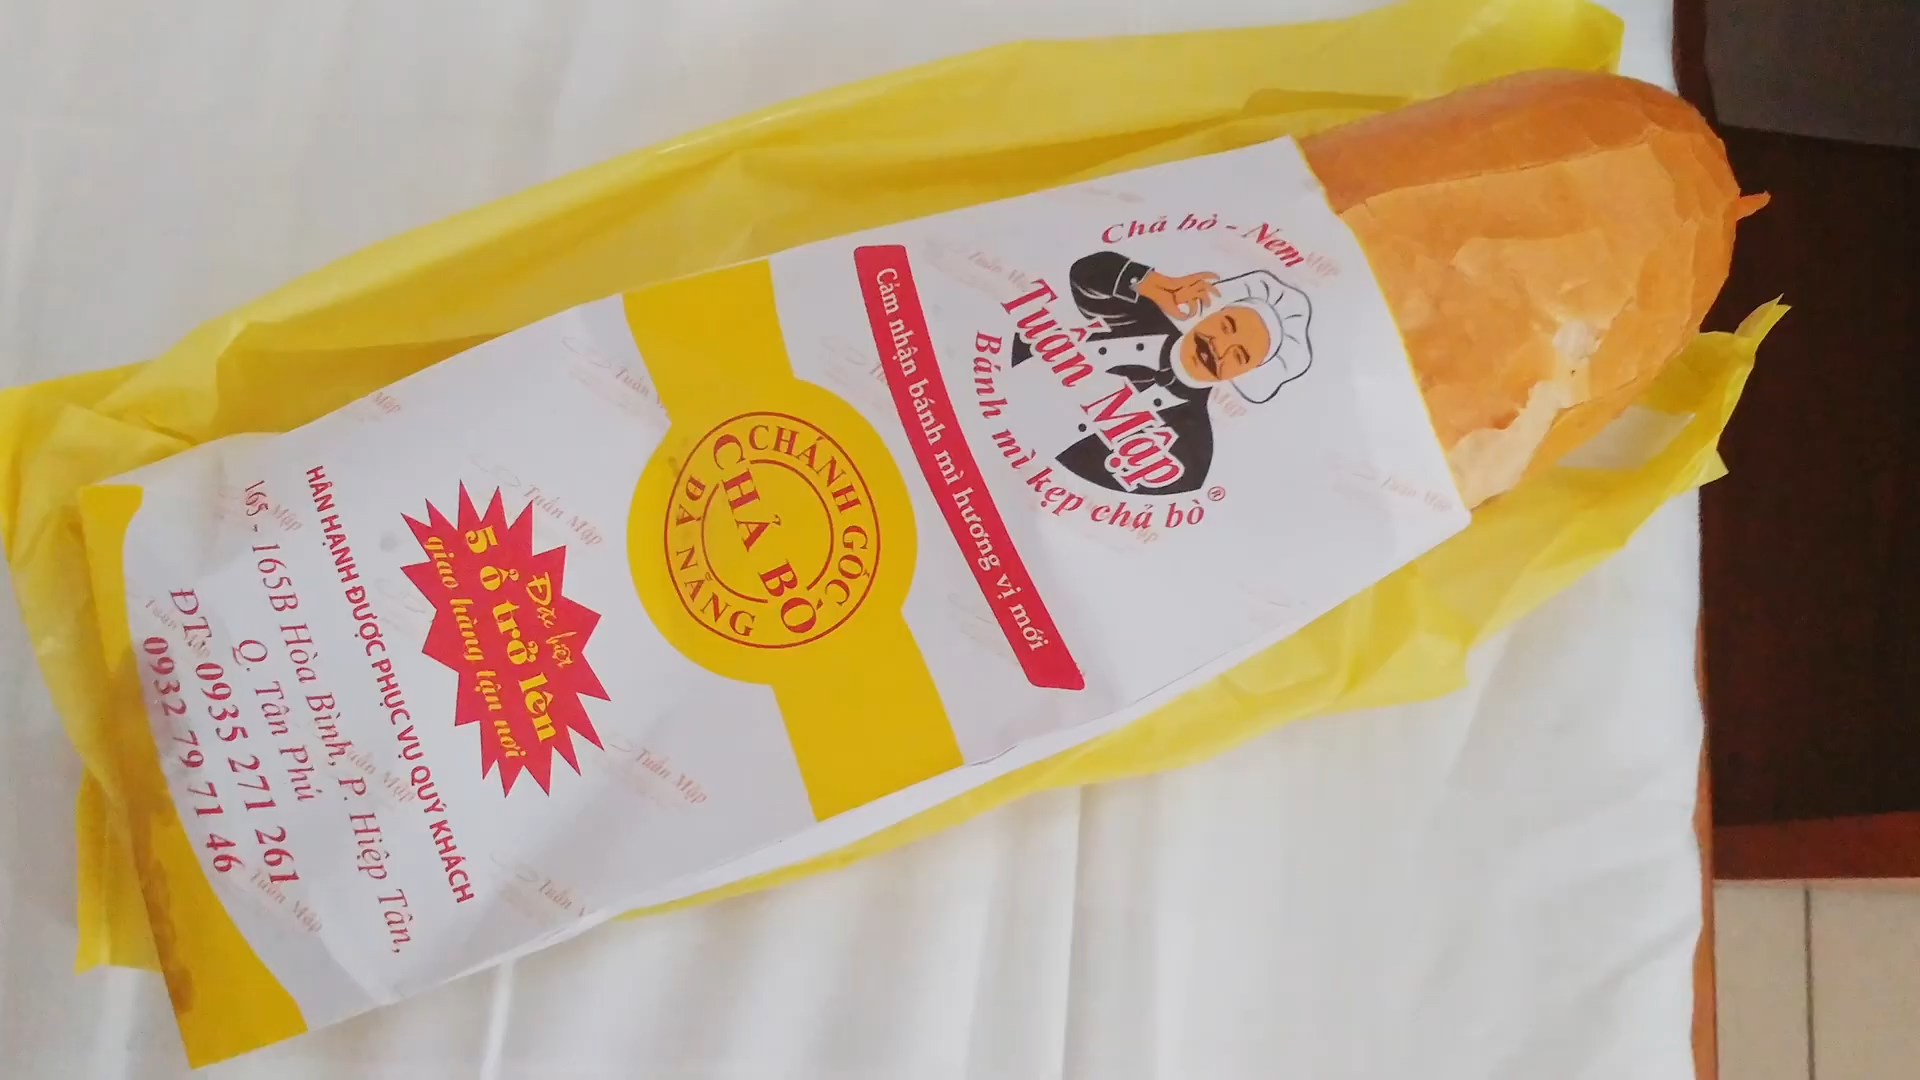 Chả bò - Nem
Tuấn Mập ®
Bánh mì kẹp chả bò
Cảm nhận bánh mì hương vị mới
CHÁNH GỐC
CHẢ BÒ
ĐÀ NẴNG
Đặc biệt
5 ổ trở lên
giao hàng tận nơi
HÂN HẠNH ĐƯỢC PHỤC VỤ QUÝ KHÁCH
165 - 165B Hòa Bình, P. Hiệp Tân,
Q. Tân Phú
ĐT: 0935 271 261
0932 79 71 46